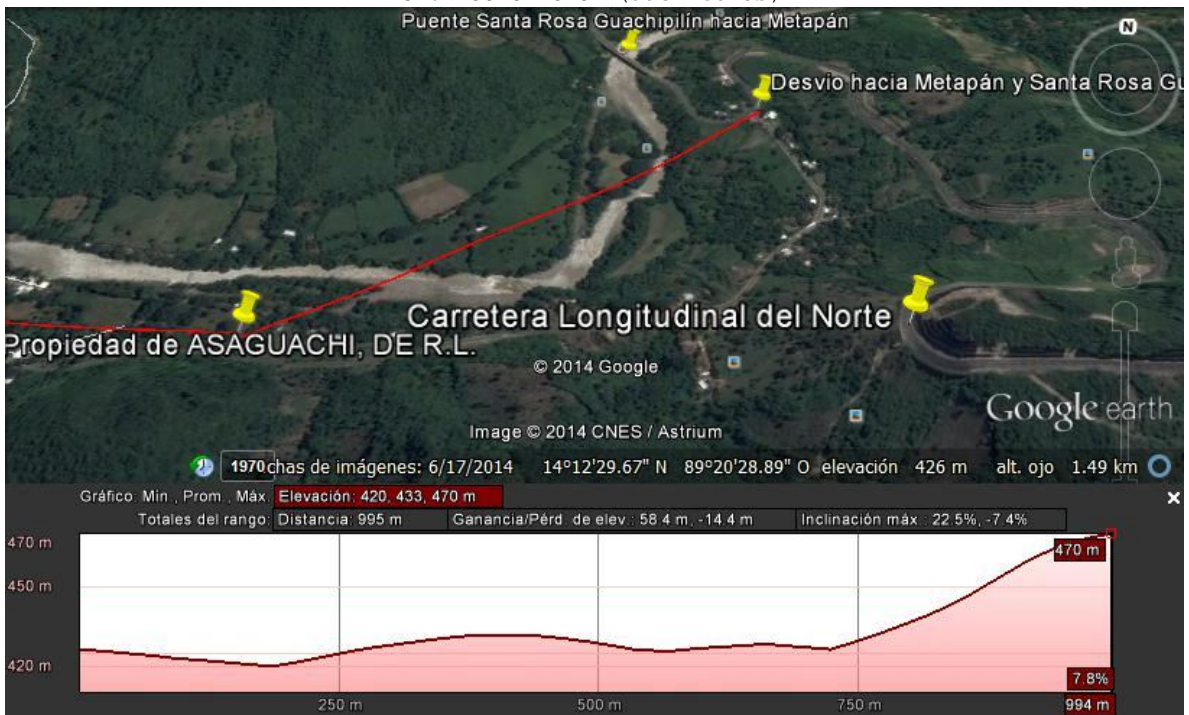 Puente Santa Rosa Guachipilín hacia Metapán
N
Desvio hacia Metapán y Santa Rosa Gu
Carretera Longitudinal del Norte
Propiedad de ASAGUACHI, DE R.L.
© 2014 Google
Google earth
Image © 2014 CNES / Astrium
1970 chas de imágenes: 6/17/2014 14°12'29.67" N 89°20'28.89" O elevación 426 m alt. ojo 1.49 km
Gráfico: Mín., Prom., Máx. Elevación: 420, 433, 470 m
Totales del rango: Distancia: 995 m Ganancia/Pérd. de elev.: 58.4 m, -14.4 m Inclinación máx.: 22.5%, -7.4%
470 m
470 m
450 m
420 m
7.8%
250 m 500 m 750 m 994 m